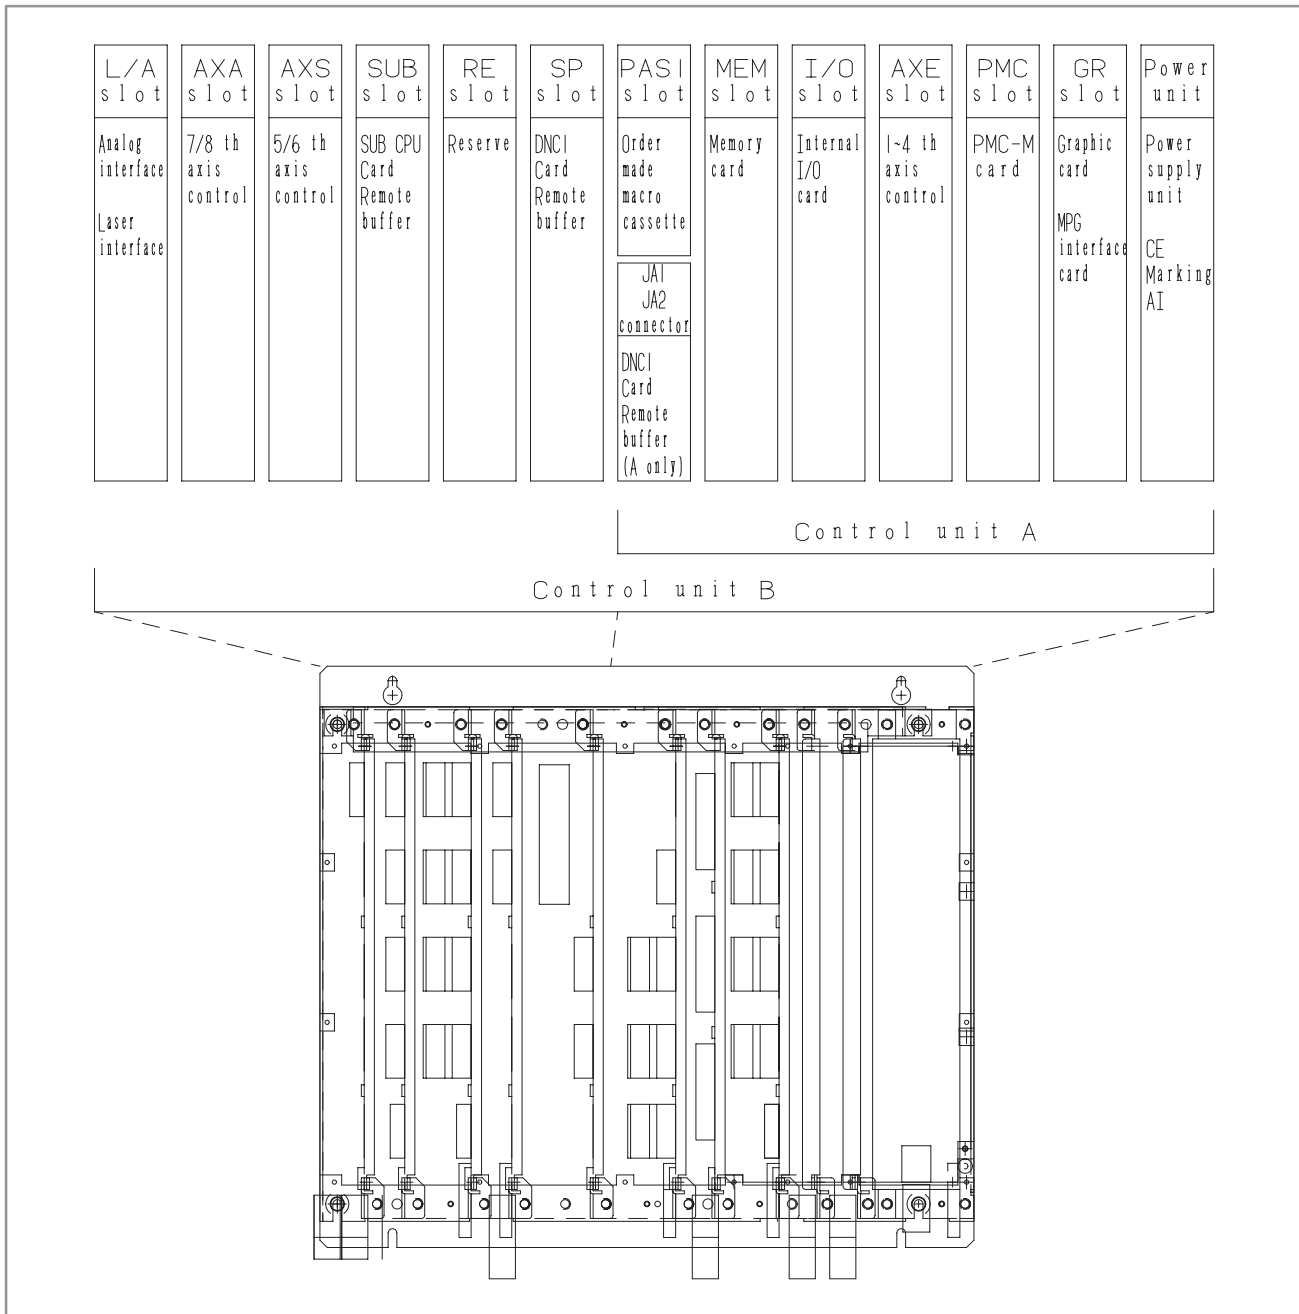 L/A
slot
Analog
interface
Laser
interface
AXA
slot
7/8 th
axis
control
AXS
slot
5/6 th
axis
control
SUB
slot
SUB CPU
Card
Remote
buffer
RE
slot
Reserve
SP
slot
DNC1
Card
Remote
buffer
PAS1
slot
Order
made
macro
cassette
JA1
JA2
connector
DNC1
Card
Remote
buffer
(A only)
MEM
slot
Memory
card
I/O
slot
Internal
I/O
card
AXE
slot
1~4 th
axis
control
PMC
slot
PMC-M
card
GR
slot
Graphic
card
MPG
interface
card
Power
unit
Power
supply
unit
CE
Marking
AI
Control unit A
Control unit B